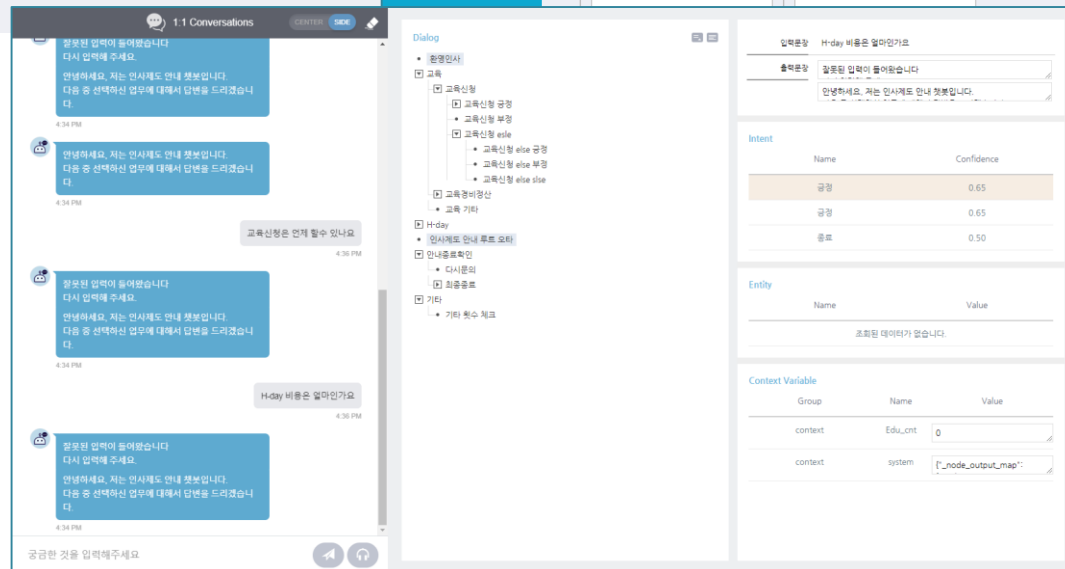 1:1 Conversations
CENTER SIDE
잘못된 입력이 들어왔습니다
다시 입력해 주세요.
안녕하세요, 저는 인사제도 안내 챗봇입니다.
다음 중 선택하신 업무에 대해서 답변을 드리겠습니
다.
4:34 PM
안녕하세요, 저는 인사제도 안내 챗봇입니다.
다음 중 선택하신 업무에 대해서 답변을 드리겠습니
다.
4:34 PM
교육신청은 언제 할수 있나요
4:36 PM
잘못된 입력이 들어왔습니다
다시 입력해 주세요.
안녕하세요, 저는 인사제도 안내 챗봇입니다.
다음 중 선택하신 업무에 대해서 답변을 드리겠습니
다.
4:34 PM
H-day 비용은 얼마인가요
4:36 PM
잘못된 입력이 들어왔습니다
다시 입력해 주세요.
안녕하세요, 저는 인사제도 안내 챗봇입니다.
다음 중 선택하신 업무에 대해서 답변을 드리겠습니
다.
4:34 PM
궁금한 것을 입력해주세요
Dialog
환영인사
교육
교육신청
교육신청 긍정
교육신청 부정
교육신청 esle
교육신청 else 긍정
교육신청 else 부정
교육신청 else slse
교육경비정산
교육 기타
H-day
인사제도 안내 루트 오타
안내종료확인
다시문의
최종종료
기타
기타 횟수 체크
입력문장 H-day 비용은 얼마인가요
출력문장 잘못된 입력이 들어왔습니다
안녕하세요, 저는 인사제도 안내 챗봇입니다.
Intent
Name Confidence
긍정 0.65
긍정 0.65
종료 0.50
Entity
Name Value
조회된 데이터가 없습니다.
Context Variable
Group Name Value
context Edu_cnt 0
context system {"_node_output_map":